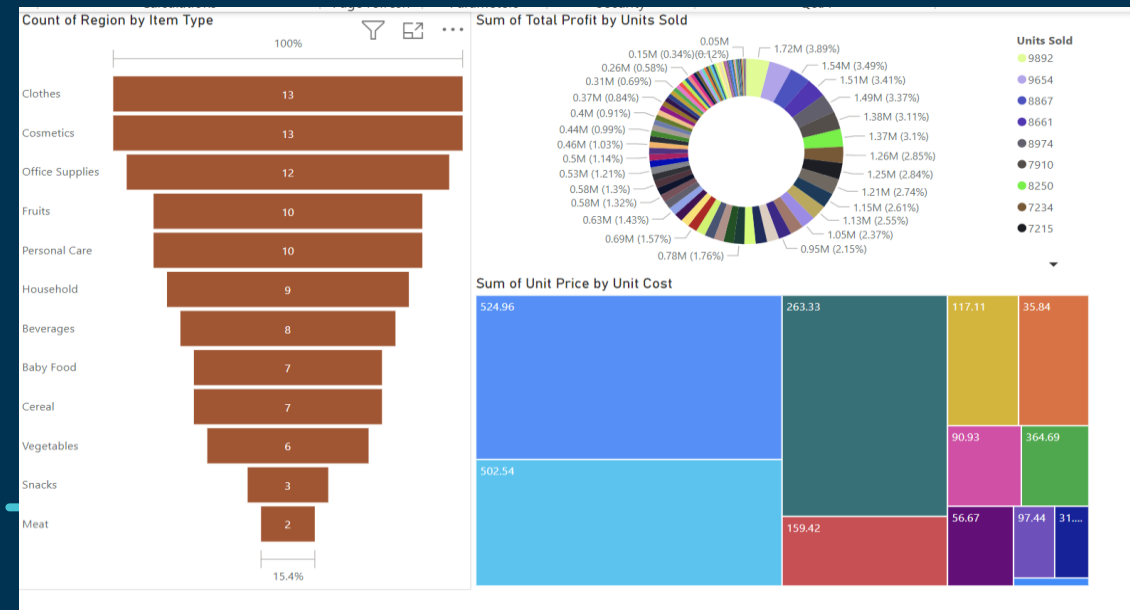 Count of Region by Item Type
100%
Clothes 13
Cosmetics 13
Office Supplies 12
Fruits 10
Personal Care 10
Household 9
Beverages 8
Baby Food 7
Cereal 7
Vegetables 6
Snacks 3
Meat 2
15.4%
Sum of Total Profit by Units Sold
0.05M
(0.12%)
0.15M (0.34%)
0.26M (0.58%)
0.31M (0.69%)
0.37M (0.84%)
0.4M (0.91%)
0.44M (0.99%)
0.46M (1.03%)
0.5M (1.14%)
0.53M (1.21%)
0.58M (1.3%)
0.58M (1.32%)
0.63M (1.43%)
0.69M (1.57%)
0.78M (1.76%)
1.72M (3.89%)
1.54M (3.49%)
1.51M (3.41%)
1.49M (3.37%)
1.38M (3.11%)
1.37M (3.1%)
1.26M (2.85%)
1.25M (2.84%)
1.21M (2.74%)
1.15M (2.61%)
1.13M (2.55%)
1.05M (2.37%)
0.95M (2.15%)
Units Sold
9892
9654
8867
8661
8974
7910
8250
7234
7215
Sum of Unit Price by Unit Cost
524.96
502.54
263.33
159.42
117.11
35.84
90.93
364.69
56.67
97.44
31....